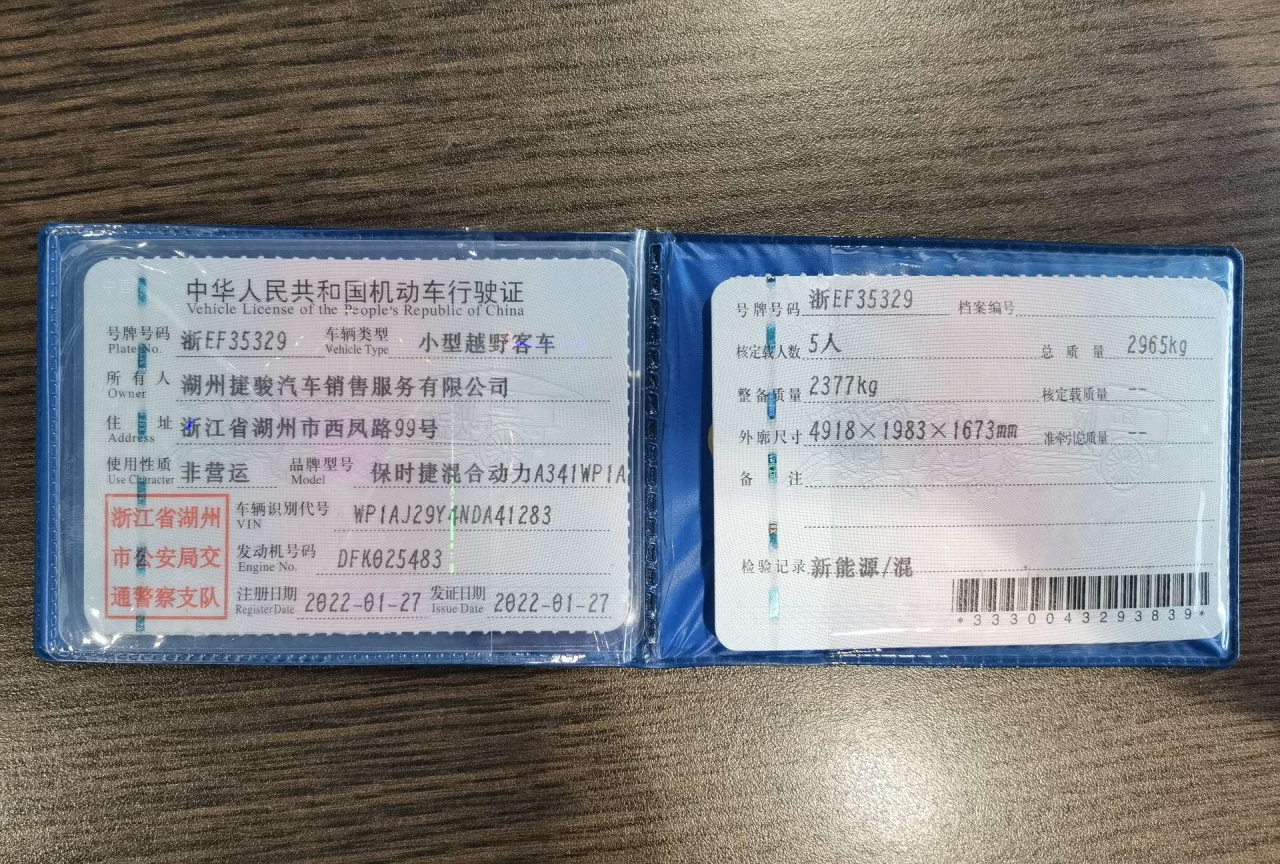 中华人民共和国机动车行驶证
Vehicle License of the People's Republic of China
号牌号码 浙EF35329 车辆类型 小型越野客车
Plate No. Vehicle Type
所有人 湖州捷骏汽车销售服务有限公司
Owner
住址 浙江省湖州市西凤路99号
Address
使用性质 非营运 品牌型号 保时捷混合动力A341WP1A
Use Character Model
浙江省湖州
市公安局交
通警察支队
车辆识别代号 WP1AJ29Y4NDA41283
VIN
发动机号码 DFK025483
Engine No.
注册日期 2022-01-27 发证日期 2022-01-27
Register Date Issue Date
号牌号码 浙EF35329 档案编号
核定载人数 5人 总质量 2965kg
整备质量 2377kg 核定载质量 --
外廓尺寸 4918×1983×1673mm 准牵引总质量 --
备注
检验记录 新能源/混
*3330043293839*